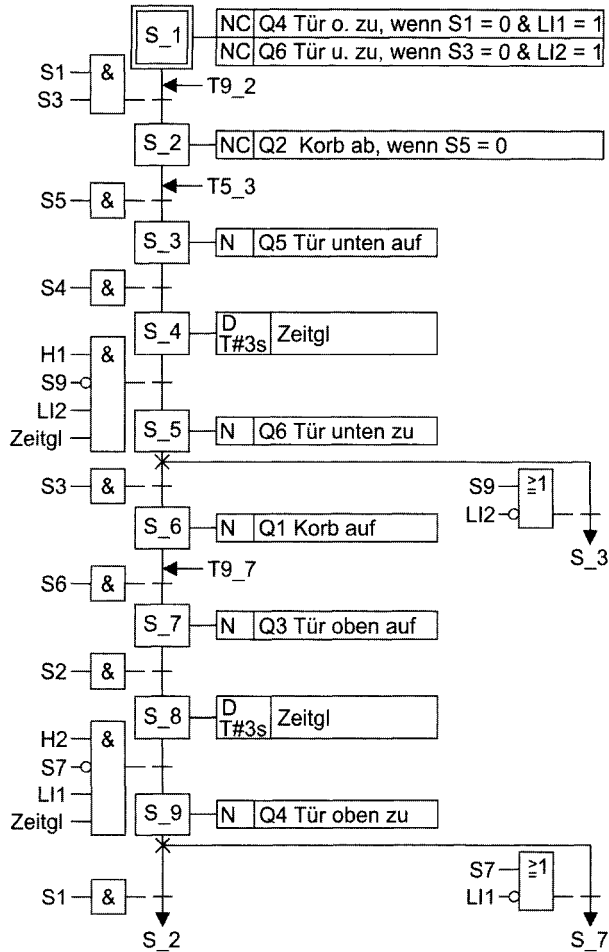 S_1
NC Q4 Tür o. zu, wenn S1 = 0 & LI1 = 1
NC Q6 Tür u. zu, wenn S3 = 0 & LI2 = 1
S1
&
S3
T9_2
S_2
NC Q2 Korb ab, wenn S5 = 0
T5_3
S5
&
S_3
N Q5 Tür unten auf
S4
&
S_4
D
T#3s
Zeitgl
H1
&
S9
LI2
Zeitgl
S_5
N Q6 Tür unten zu
S3
&
S9
≥1
LI2
S_3
S_6
N Q1 Korb auf
T9_7
S6
&
S_7
N Q3 Tür oben auf
S2
&
S_8
D
T#3s
Zeitgl
H2
&
S7
LI1
Zeitgl
S_9
N Q4 Tür oben zu
S7
≥1
LI1
S1
&
S_2
S_7